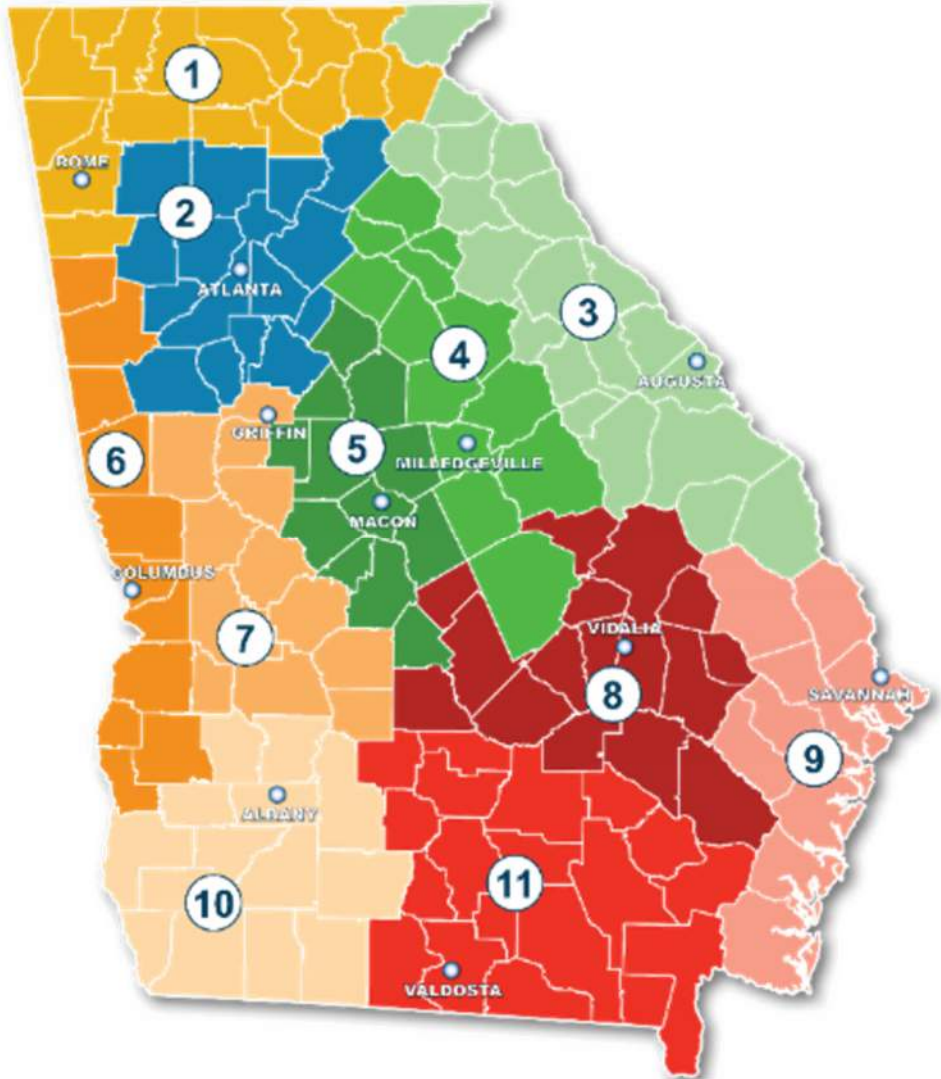 1
ROME
2
ATLANTA
3
4
AUGUSTA
GRIFFIN
5
MILLEDGEVILLE
6
MACON
COLUMBUS
7
VIDALIA
8
SAVANNAH
9
ALBANY
10
11
VALDOSTA